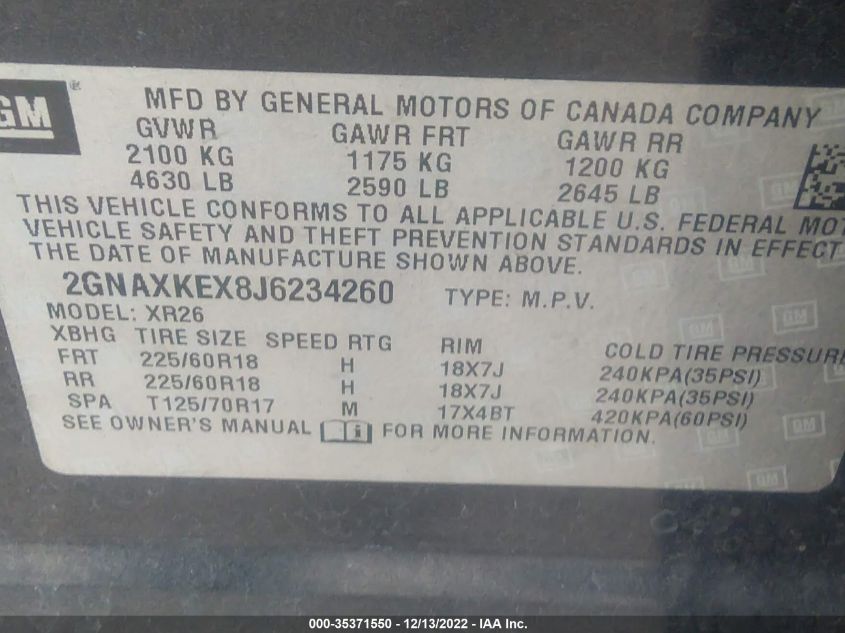 GM ®
MFD BY GENERAL MOTORS OF CANADA COMPANY
GVWR GAWR FRT GAWR RR
2100 KG 1175 KG 1200 KG
4630 LB 2590 LB 2645 LB
THIS VEHICLE CONFORMS TO ALL APPLICABLE U.S. FEDERAL MOT
VEHICLE SAFETY AND THEFT PREVENTION STANDARDS IN EFFECT
THE DATE OF MANUFACTURE SHOWN ABOVE.
2GNAXKEX8J6234260 TYPE: M.P.V.
MODEL: XR26
XBHG TIRE SIZE SPEED RTG RIM COLD TIRE PRESSURE
FRT 225/60R18 H 18X7J 240KPA(35PSI)
RR 225/60R18 H 18X7J 240KPA(35PSI)
SPA T125/70R17 M 17X4BT 420KPA(60PSI)
SEE OWNER'S MANUAL FOR MORE INFORMATION.
000-35371550 - 12/13/2022 - IAA Inc.